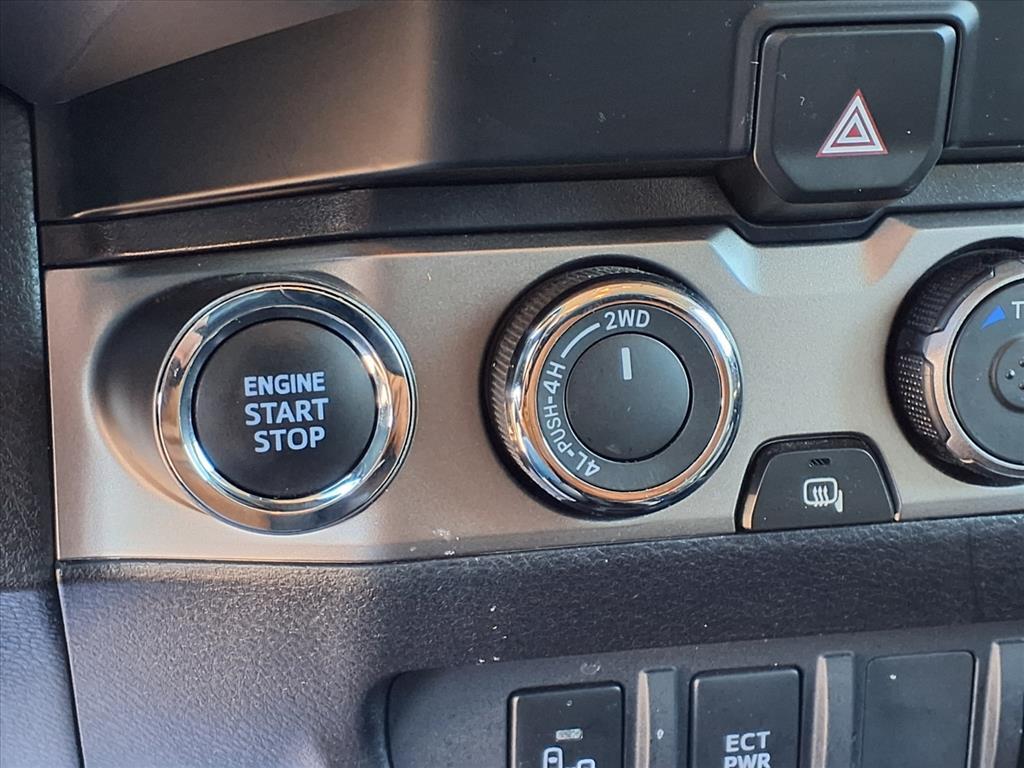 ENGINE
START
STOP
2WD
4L-PUSH-4H
T
ECT
PWR